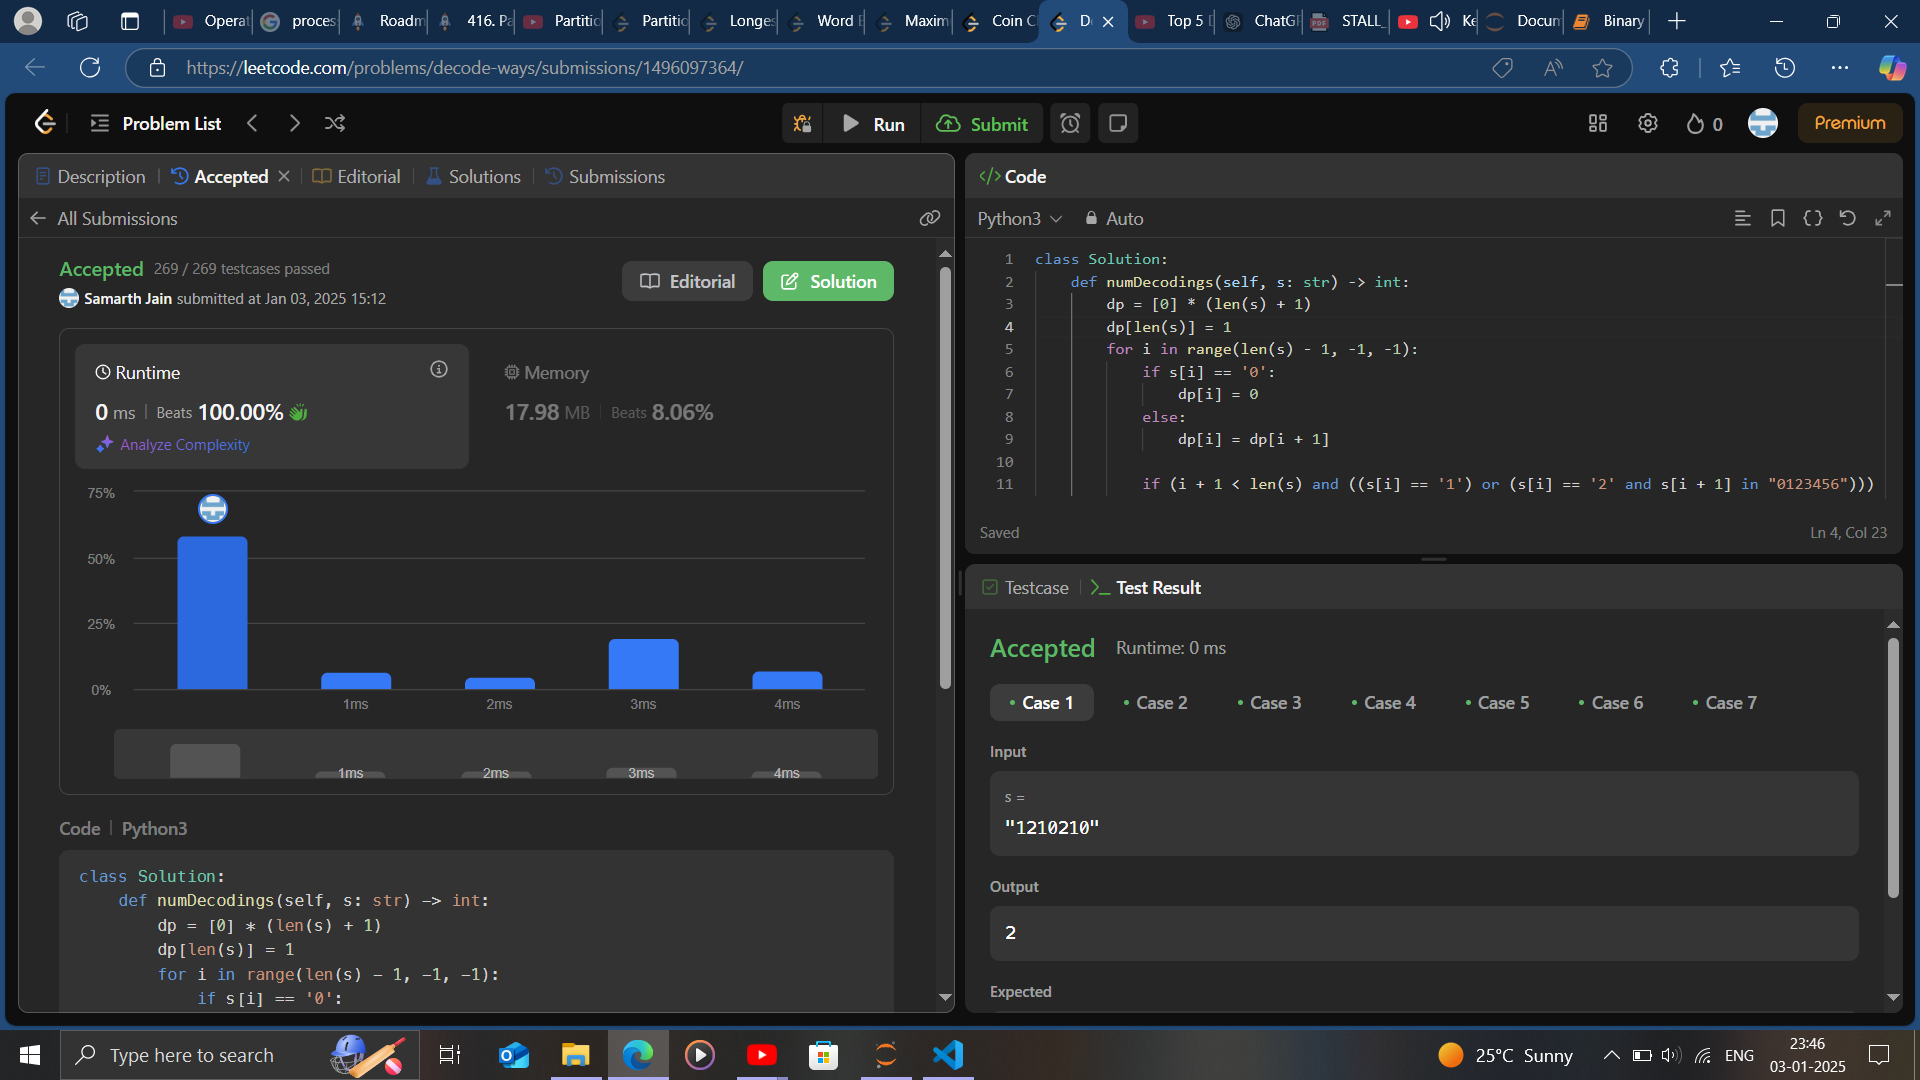 Operat
proces
Roadm
416. Pa
Partitio
Partitio
Longes
Word B
Maxim
Coin C
D
Top 5 D
ChatGP
STALL_
Ke
Docum
Binary
https://leetcode.com/problems/decode-ways/submissions/1496097364/
Problem List
Run
Submit
0
Premium
Description
Accepted
Editorial
Solutions
Submissions
All Submissions
Accepted 269 / 269 testcases passed
Samarth Jain submitted at Jan 03, 2025 15:12
Editorial
Solution
Runtime
0 ms | Beats 100.00%
Analyze Complexity
Memory
17.98 MB | Beats 8.06%
75%
50%
25%
0%
1ms
2ms
3ms
4ms
1ms
2ms
3ms
4ms
Code | Python3
class Solution:
    def numDecodings(self, s: str) -> int:
        dp = [0] * (len(s) + 1)
        dp[len(s)] = 1
        for i in range(len(s) - 1, -1, -1):
            if s[i] == '0':
</> Code
Python3
Auto
1 class Solution:
2     def numDecodings(self, s: str) -> int:
3         dp = [0] * (len(s) + 1)
4         dp[len(s)] = 1
5         for i in range(len(s) - 1, -1, -1):
6             if s[i] == '0':
7                 dp[i] = 0
8             else:
9                 dp[i] = dp[i + 1]
10
11             if (i + 1 < len(s) and ((s[i] == '1') or (s[i] == '2' and s[i + 1] in "0123456")))
Saved
Ln 4, Col 23
Testcase
Test Result
Accepted
Runtime: 0 ms
Case 1
Case 2
Case 3
Case 4
Case 5
Case 6
Case 7
Input
s =
"1210210"
Output
2
Expected
Type here to search
25°C Sunny
ENG
23:46
03-01-2025